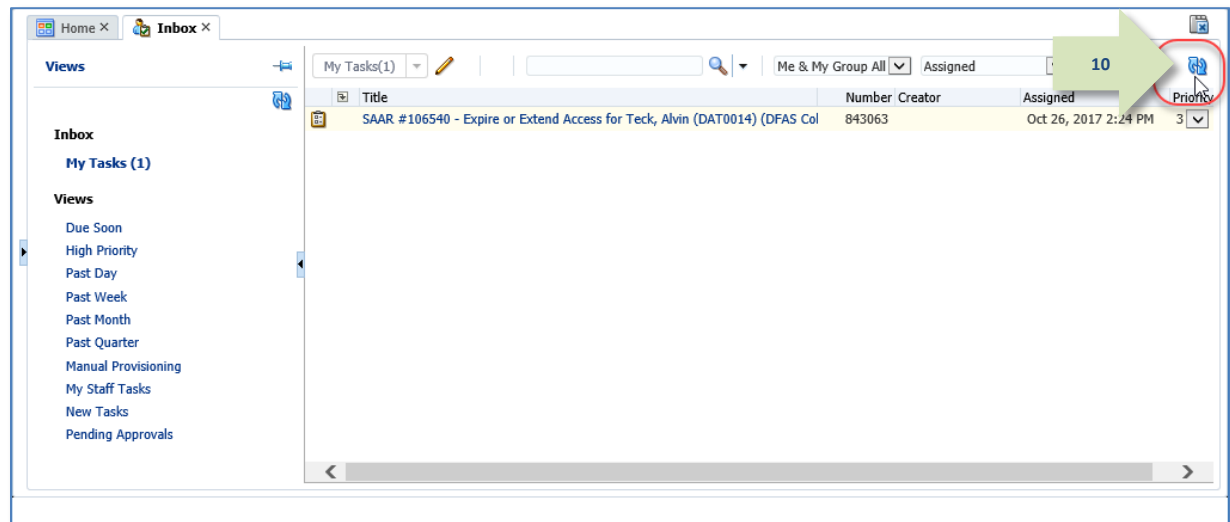 Home × Inbox ×
Views My Tasks(1) Me & My Group All Assigned 10
Title Number Creator Assigned Priority
SAAR #106540 - Expire or Extend Access for Teck, Alvin (DAT0014) (DFAS Col 843063 Oct 26, 2017 2:24 PM 3
Inbox
My Tasks (1)
Views
Due Soon
High Priority
Past Day
Past Week
Past Month
Past Quarter
Manual Provisioning
My Staff Tasks
New Tasks
Pending Approvals